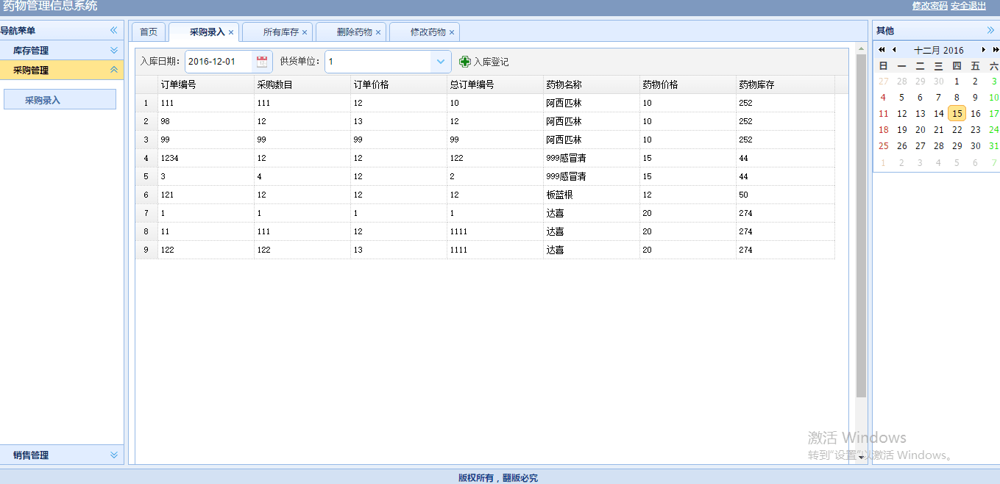 药物管理信息系统
修改密码 安全退出
导航菜单
库存管理
采购管理
采购录入
销售管理
首页 采购录入 所有库存 删除药物 修改药物
入库日期: 2016-12-01 供货单位: 1 入库登记
订单编号 采购数目 订单价格 总订单编号 药物名称 药物价格 药物库存
1 111 111 12 10 阿西匹林 10 252
2 98 12 13 12 阿西匹林 10 252
3 99 99 99 99 阿西匹林 10 252
4 1234 12 12 122 999感冒清 15 44
5 3 4 12 2 999感冒清 15 44
6 121 12 12 12 板蓝根 12 50
7 1 1 1 1 达喜 20 274
8 11 111 12 1111 达喜 20 274
9 122 122 13 1111 达喜 20 274
其他
十二月 2016
日 一 二 三 四 五 六
27 28 29 30 1 2 3
4 5 6 7 8 9 10
11 12 13 14 15 16 17
18 19 20 21 22 23 24
25 26 27 28 29 30 31
1 2 3 4 5 6 7
激活 Windows
转到“设置”以激活 Windows。
版权所有，翻版必究